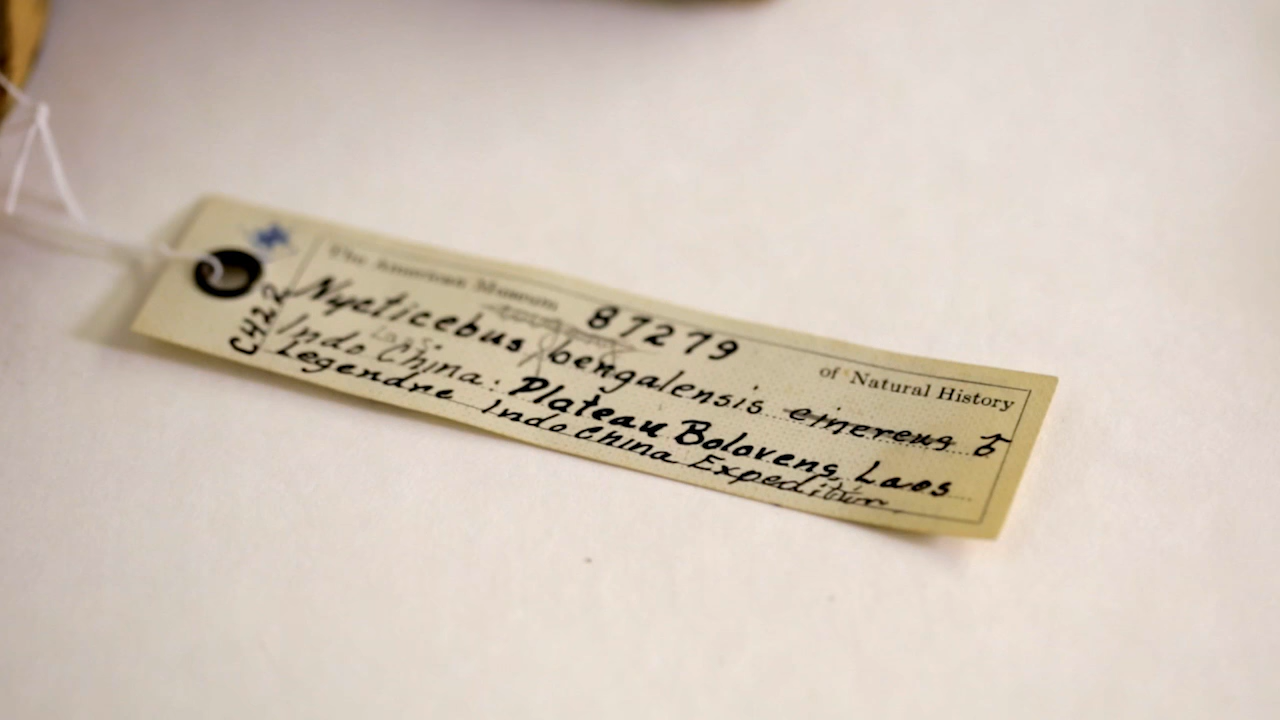 The American Museum 87279 of Natural History
Nycticebus bengalensis cinereus
Laos:
Indo China: Plateau Bolovens, Laos
Legendre Indo China Expedition
C422